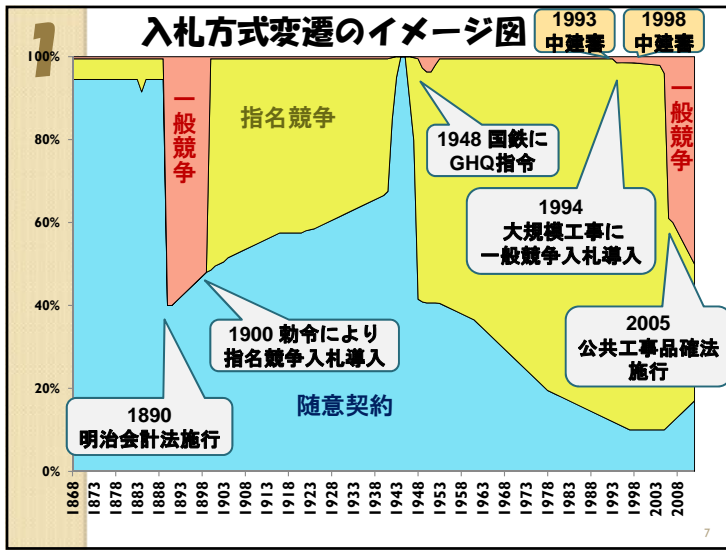 1
入札方式変遷のイメージ図
1993
中建審
1998
中建審
100%
80%
60%
40%
20%
0%
一般競争
指名競争
一般競争
1948 国鉄に
GHQ指令
1994
大規模工事に
一般競争入札導入
1900 勅令により
指名競争入札導入
2005
公共工事品確法
施行
1890
明治会計法施行
随意契約
1868
1873
1878
1883
1888
1893
1898
1903
1908
1913
1918
1923
1928
1933
1938
1943
1948
1953
1958
1963
1968
1973
1978
1983
1988
1993
1998
2003
2008
7